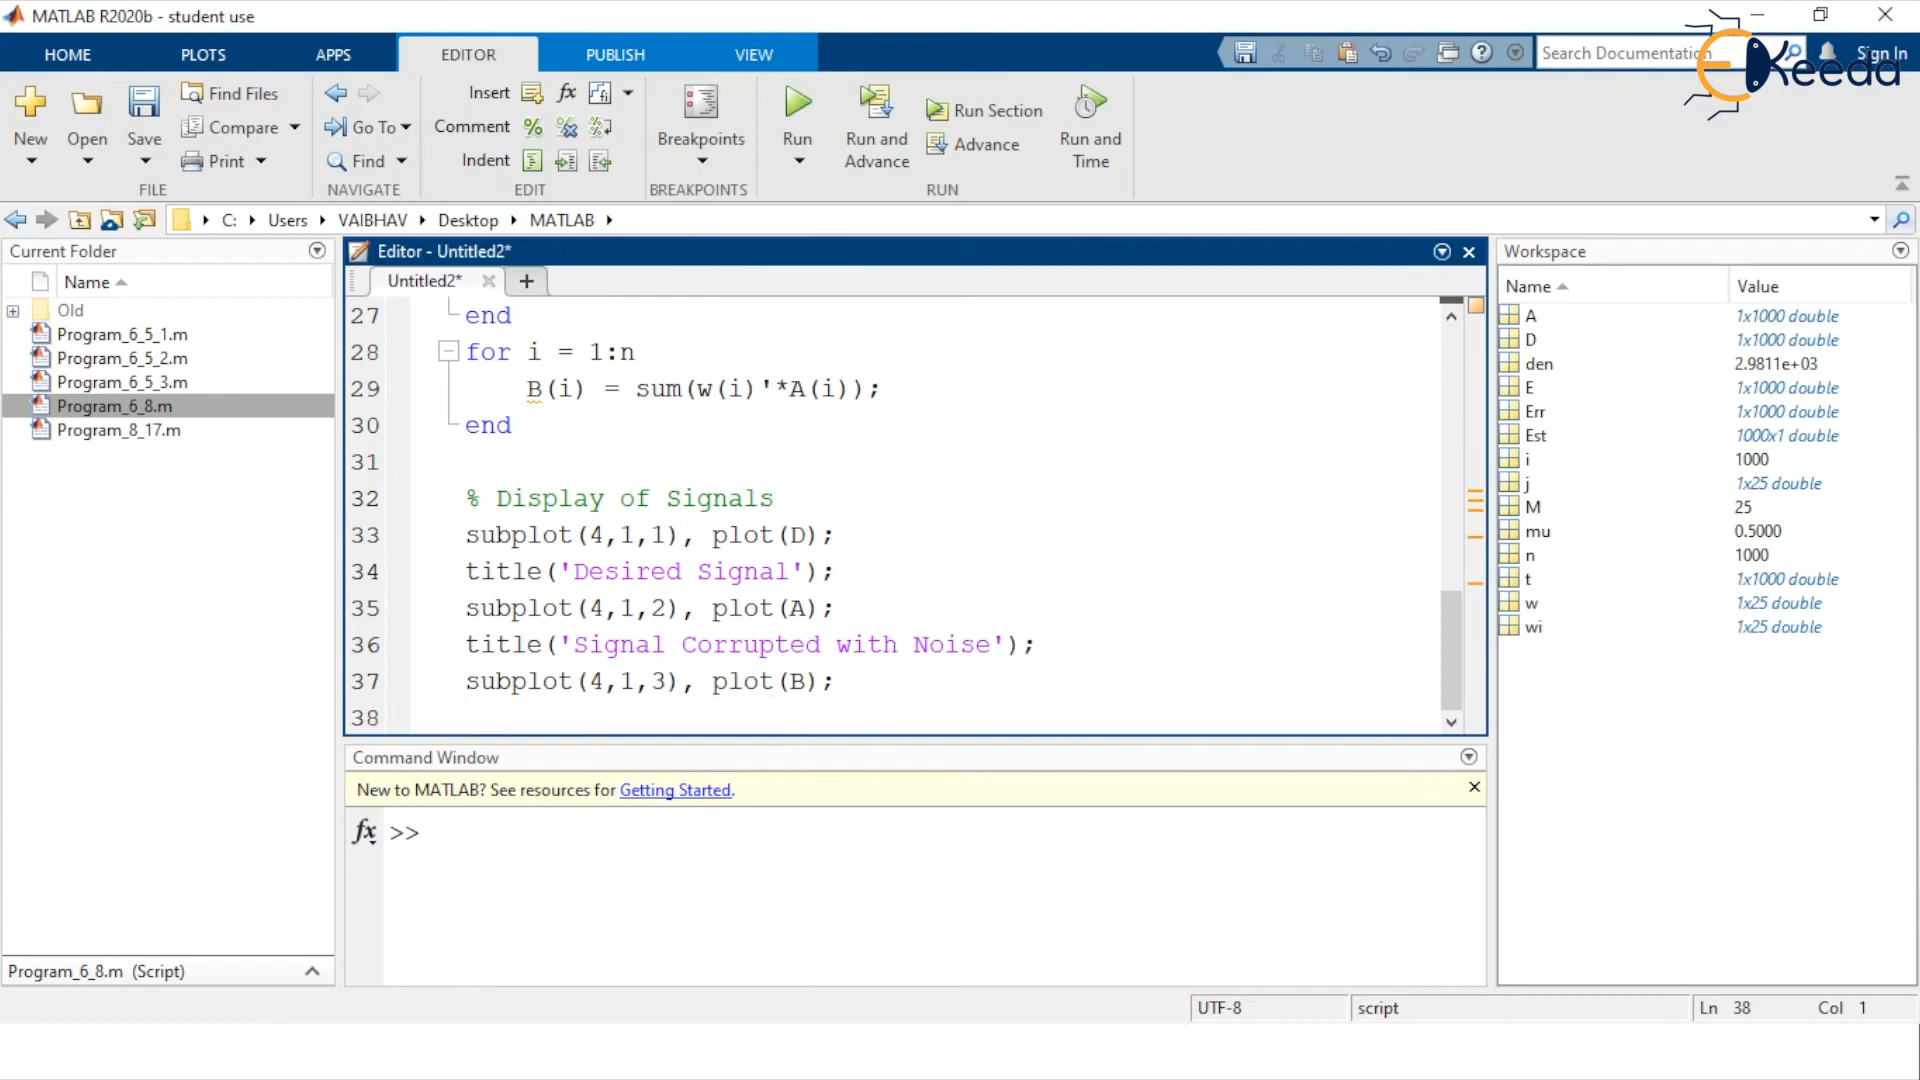 MATLAB R2020b - student use
HOME PLOTS APPS EDITOR PUBLISH VIEW
Search Documentation
Sign In
EKeeda
New
Open
Save
Find Files
Compare
Print
FILE
Go To
Find
NAVIGATE
Insert fx
Comment
Indent
EDIT
Breakpoints
BREAKPOINTS
Run
Run and Advance
Run Section
Advance
Run and Time
RUN
C: Users VAIBHAV Desktop MATLAB
Current Folder
Name
Old
Program_6_5_1.m
Program_6_5_2.m
Program_6_5_3.m
Program_6_8.m
Program_8_17.m
Program_6_8.m (Script)
Editor - Untitled2*
Untitled2*
27 end
28 for i = 1:n
29 B(i) = sum(w(i)'*A(i));
30 end
31
32 % Display of Signals
33 subplot(4,1,1), plot(D);
34 title('Desired Signal');
35 subplot(4,1,2), plot(A);
36 title('Signal Corrupted with Noise');
37 subplot(4,1,3), plot(B);
38
Command Window
New to MATLAB? See resources for Getting Started.
fx >>
Workspace
Name Value
A 1x1000 double
D 1x1000 double
den 2.9811e+03
E 1x1000 double
Err 1x1000 double
Est 1000x1 double
i 1000
j 1x25 double
M 25
mu 0.5000
n 1000
t 1x1000 double
w 1x25 double
wi 1x25 double
UTF-8 script Ln 38 Col 1